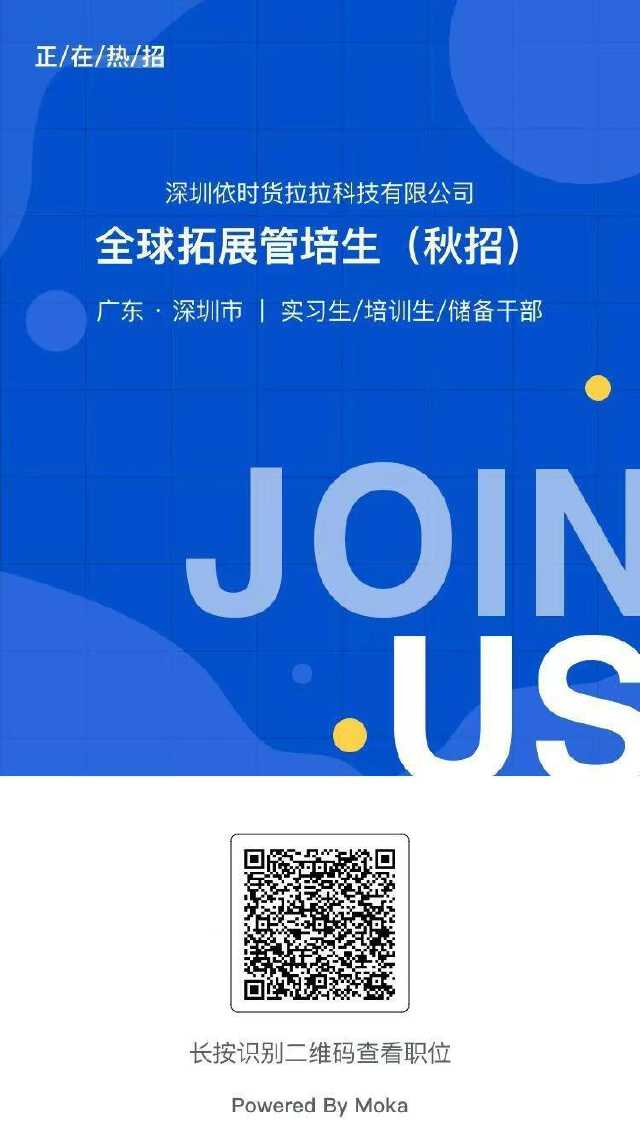 正/在/热/招
深圳依时货拉拉科技有限公司
全球拓展管培生（秋招）
广东 · 深圳市 | 实习生/培训生/储备干部
JOIN
US
长按识别二维码查看职位
Powered By Moka